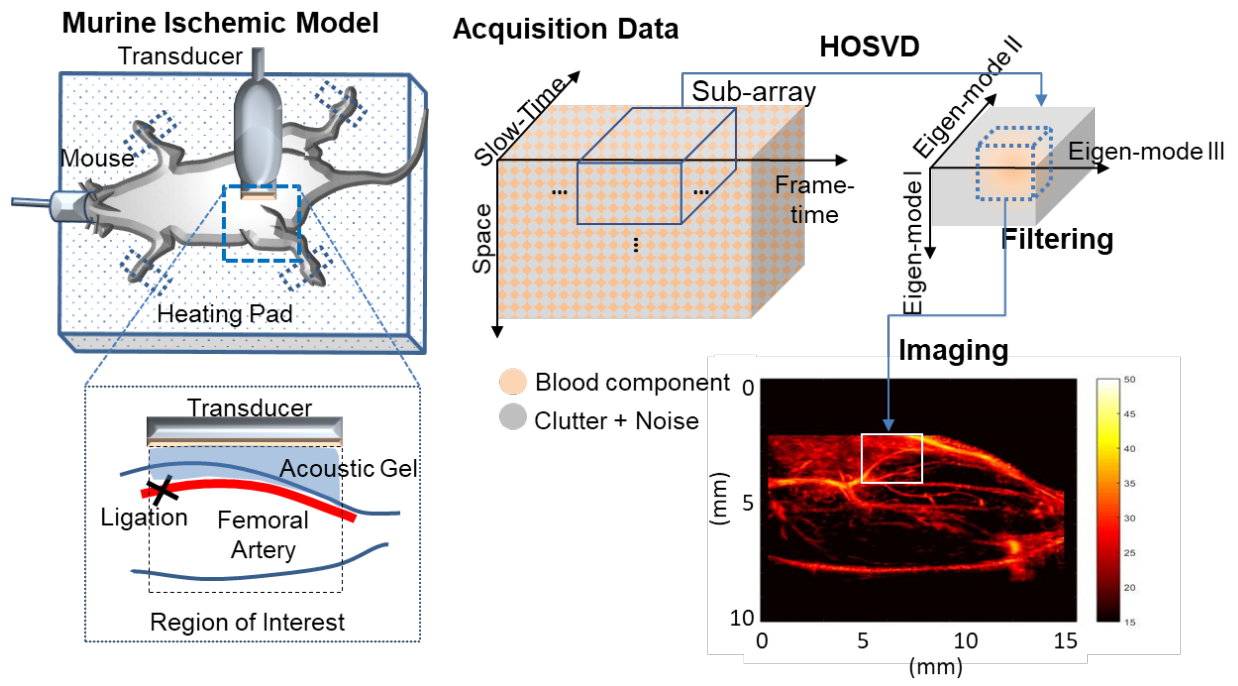 Murine Ischemic Model
Transducer
Mouse
Heating Pad
Transducer
Acoustic Gel
Ligation
Femoral
Artery
Region of Interest
Acquisition Data
Slow-Time
Sub-array
...
...
...
Frame-
time
Space
HOSVD
Eigen-mode II
Eigen-mode III
Eigen-mode I
Filtering
Blood component
Clutter + Noise
Imaging
0
5
10
(mm)
0
5
10
15
(mm)
50
45
40
35
30
25
20
15